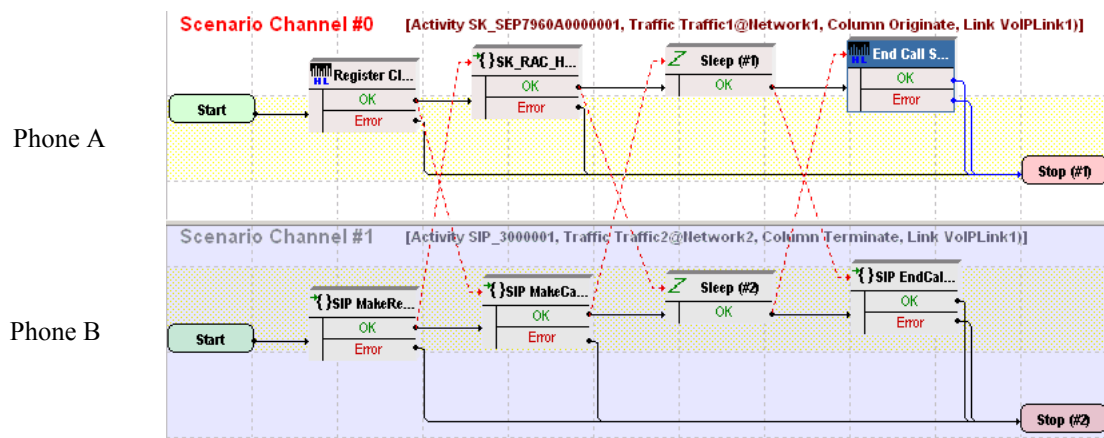 Scenario Channel #0 [Activity SK_SEP7960A0000001, Traffic Traffic1@Network1, Column Originate, Link VoIPLink1)]
Phone A
Start
HL Register Cl...
OK
Error
{}SK_RAC_H...
OK
Error
Z Sleep (#1)
OK
HL End Call S...
OK
Error
Stop (#1)
Scenario Channel #1 [Activity SIP_3000001, Traffic Traffic2@Network2, Column Terminate, Link VoIPLink1)]
Phone B
Start
{}SIP MakeRe...
OK
Error
{}SIP MakeCa...
OK
Error
Z Sleep (#2)
OK
{}SIP EndCal...
OK
Error
Stop (#2)